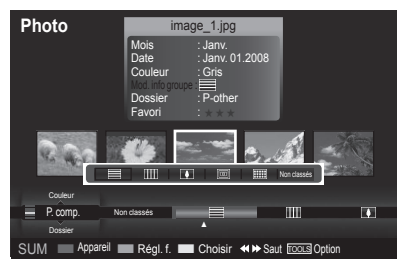 Photo
image_1.jpg
Mois : Janv.
Date : Janv. 01.2008
Couleur : Gris
Mod. info groupe :
Dossier : P-other
Favori : ★★★
Non classés
Couleur
P. comp. Non classés
Dossier
SUM Appareil Régl. f. Choisir Saut TOOLS Option